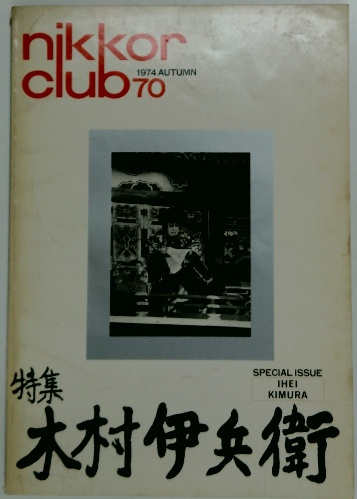 nikkor
1974 AUTUMN
club 70
SPECIAL ISSUE
IHEI
KIMURA
特集
木村伊兵衛